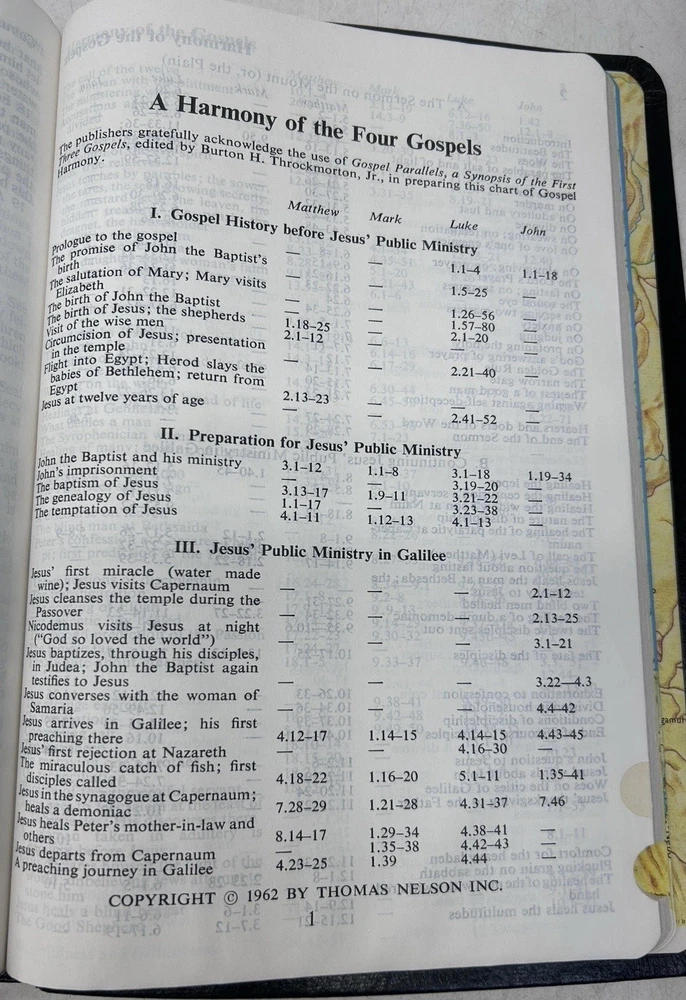 A Harmony of the Four Gospels
The publishers gratefully acknowledge the use of Gospel Parallels, a Synopsis of the First
Three Gospels, edited by Burton H. Throckmorton, Jr., in preparing this chart of Gospel
Harmony.
Matthew Mark Luke John
I. Gospel History before Jesus' Public Ministry
Prologue to the gospel — — 1.1-4 1.1-18
The promise of John the Baptist's
birth — — 1.5-25 —
The salutation of Mary; Mary visits
Elizabeth — — 1.26-56 —
The birth of John the Baptist — — 1.57-80 —
The birth of Jesus; the shepherds 1.18-25 — 2.1-20 —
Visit of the wise men 2.1-12 — — —
Circumcision of Jesus; presentation
in the temple — — 2.21-40 —
Flight into Egypt; Herod slays the
babies of Bethlehem; return from
Egypt 2.13-23 — — —
Jesus at twelve years of age — — 2.41-52 —
II. Preparation for Jesus' Public Ministry
John the Baptist and his ministry 3.1-12 1.1-8 3.1-18 1.19-34
John's imprisonment — — 3.19-20 —
The baptism of Jesus 3.13-17 1.9-11 3.21-22 —
The genealogy of Jesus 1.1-17 — 3.23-38 —
The temptation of Jesus 4.1-11 1.12-13 4.1-13 —
III. Jesus' Public Ministry in Galilee
Jesus' first miracle (water made
wine); Jesus visits Capernaum — — — 2.1-12
Jesus cleanses the temple during the
Passover — — — 2.13-25
Nicodemus visits Jesus at night
("God so loved the world") — — — 3.1-21
Jesus baptizes, through his disciples,
in Judea; John the Baptist again
testifies to Jesus — — — 3.22-4.3
Jesus converses with the woman of
Samaria — — — 4.4-42
Jesus arrives in Galilee; his first
preaching there 4.12-17 1.14-15 4.14-15 4.43-45
Jesus' first rejection at Nazareth — — 4.16-30 —
The miraculous catch of fish; first
disciples called 4.18-22 1.16-20 5.1-11 1.35-41
Jesus in the synagogue at Capernaum;
heals a demoniac 7.28-29 1.21-28 4.31-37 7.46
Jesus heals Peter's mother-in-law and
others 8.14-17 1.29-34 4.38-41 —
Jesus departs from Capernaum — 1.35-38 4.42-43 —
A preaching journey in Galilee 4.23-25 1.39 4.44 —
COPYRIGHT © 1962 BY THOMAS NELSON INC.
1